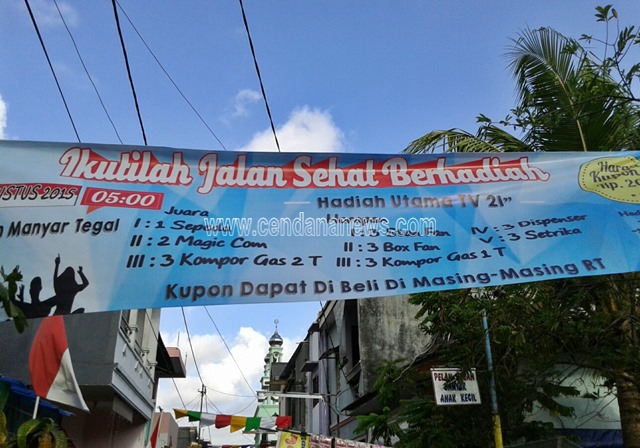 Ikutilah Jalan Sehat Berhadiah
Hadiah Utama TV 21"
USTUS 2015
05:00
Harga
Kupon
Manyar Tegal
Juara
I : 1 Sepeda
II : 2 Magic Com
III : 3 Kompor Gas 2 T
II : 3 Box Fan
III : 3 Kompor Gas 1 T
IV : 3 Dispenser
V : 3 Setrika
Kupon Dapat Di Beli Di Masing-Masing RT
www.cendananews.com
BANYAK
ANAK KECIL